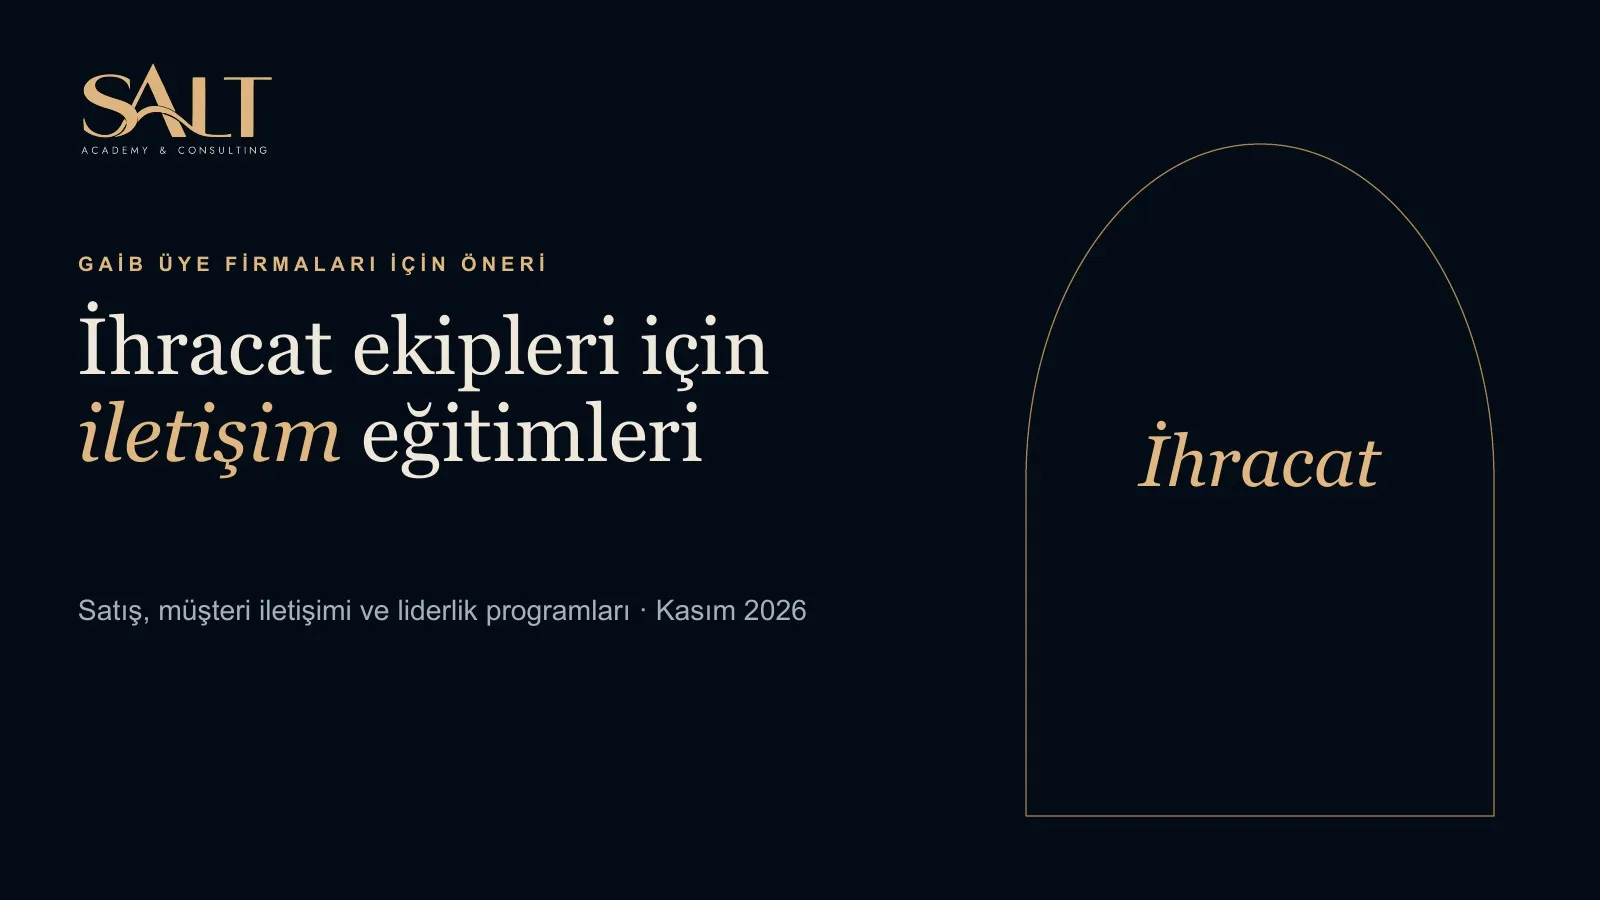 SALT
ACADEMY & CONSULTING
GAİB ÜYE FİRMALARI İÇİN ÖNERİ
İhracat ekipleri için
iletişim eğitimleri
Satış, müşteri iletişimi ve liderlik programları · Kasım 2026
İhracat